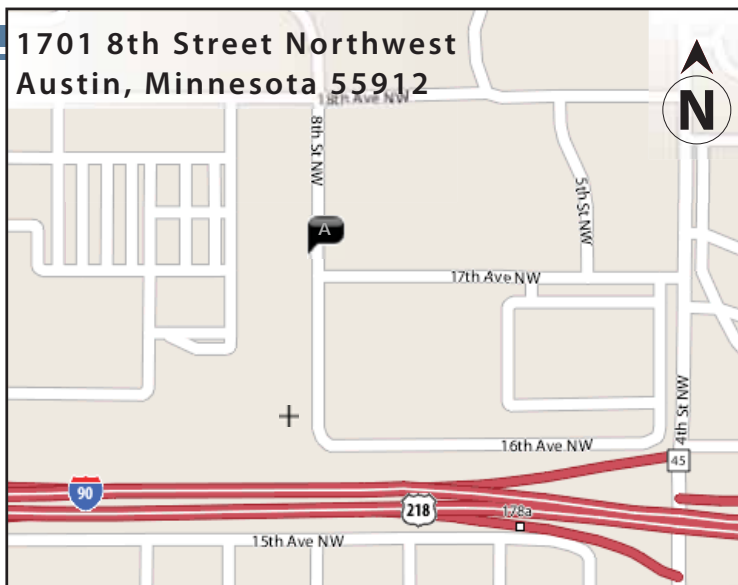 1701 8th Street Northwest
Austin, Minnesota 55912
N
18th Ave NW
8th St NW
5th St NW
A
17th Ave NW
4th St NW
16th Ave NW
45
90
218
178a
15th Ave NW